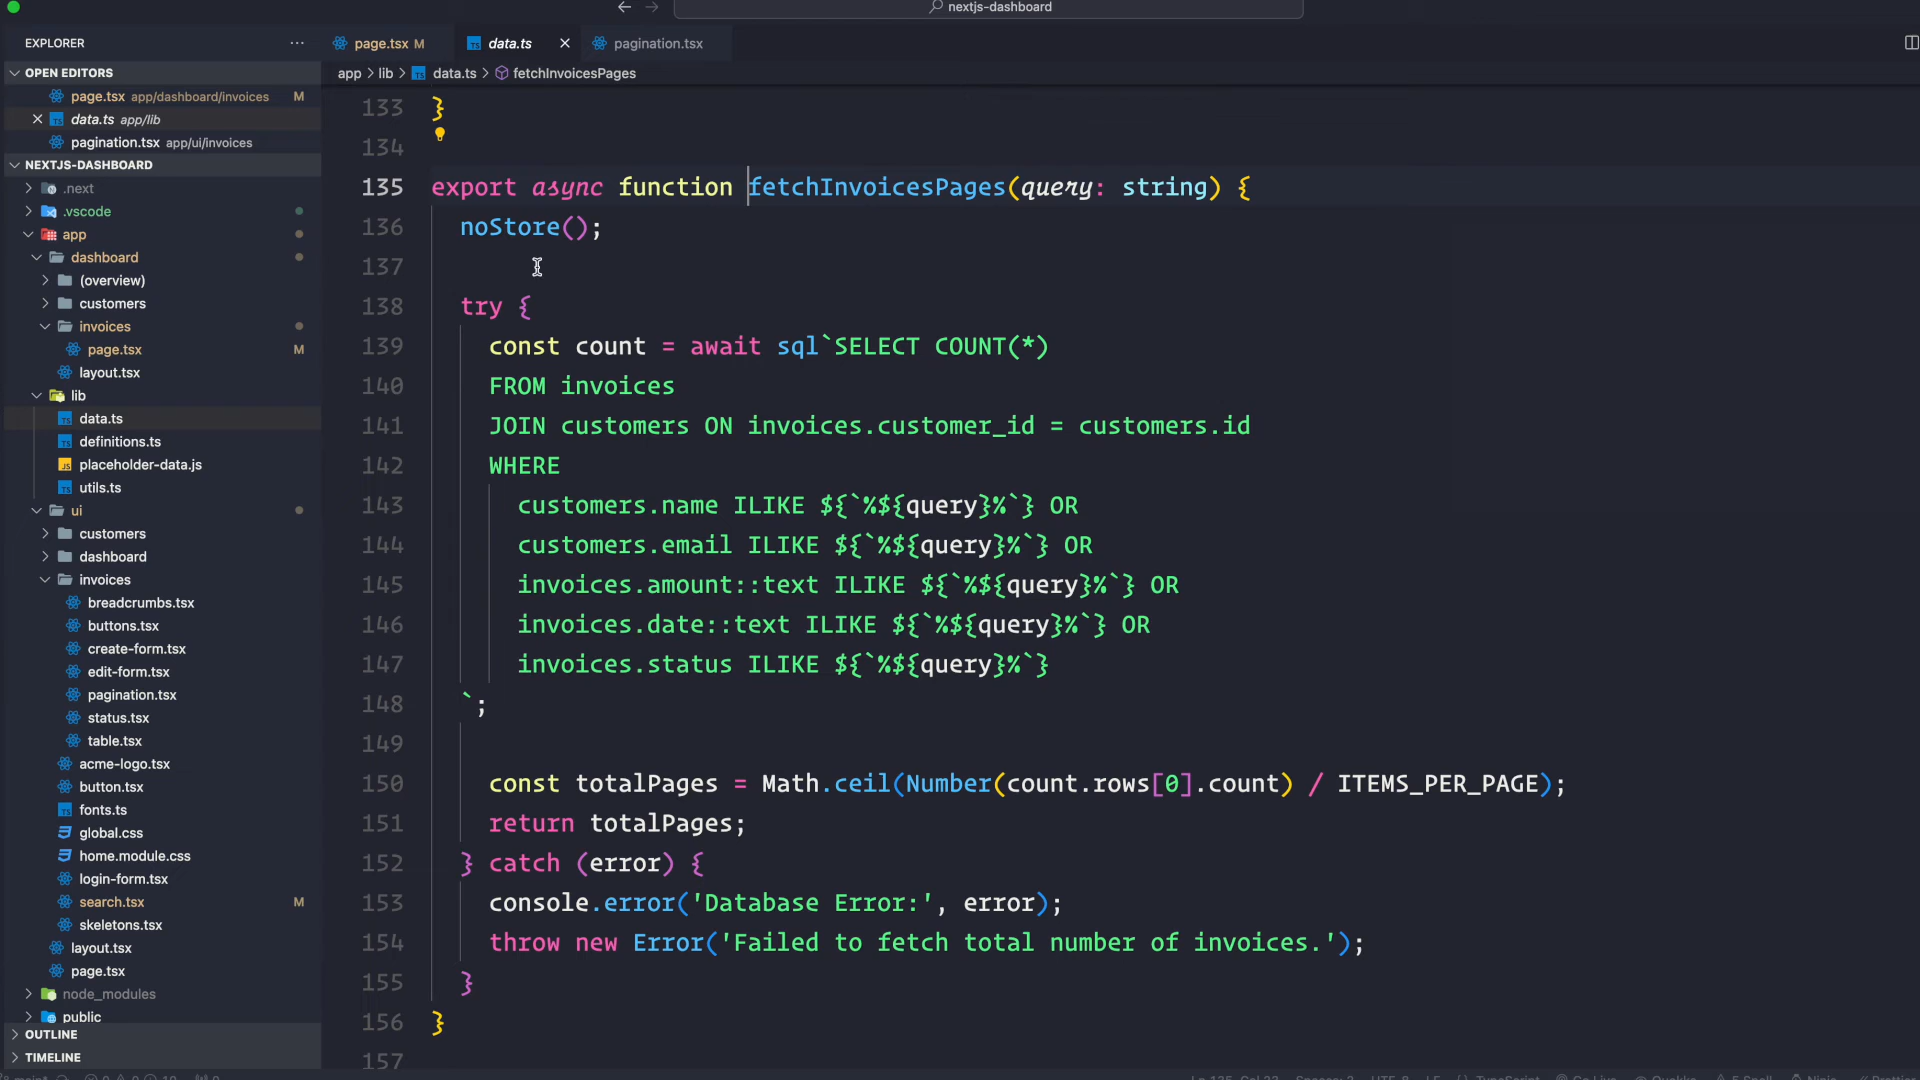 nextjs-dashboard
EXPLORER
page.tsx M
data.ts
pagination.tsx
OPEN EDITORS
page.tsx app/dashboard/invoices M
data.ts app/lib
pagination.tsx app/ui/invoices
NEXTJS-DASHBOARD
.next
.vscode
app
dashboard
(overview)
customers
invoices
page.tsx M
layout.tsx
lib
data.ts
definitions.ts
placeholder-data.js
utils.ts
ui
customers
dashboard
invoices
breadcrumbs.tsx
buttons.tsx
create-form.tsx
edit-form.tsx
pagination.tsx
status.tsx
table.tsx
acme-logo.tsx
button.tsx
fonts.ts
global.css
home.module.css
login-form.tsx
search.tsx M
skeletons.tsx
layout.tsx
page.tsx
node_modules
public
OUTLINE
TIMELINE
app > lib > data.ts > fetchInvoicesPages
133 }
134
135 export async function fetchInvoicesPages(query: string) {
136 noStore();
137
138 try {
139 const count = await sql`SELECT COUNT(*)
140 FROM invoices
141 JOIN customers ON invoices.customer_id = customers.id
142 WHERE
143 customers.name ILIKE ${`%${query}%`} OR
144 customers.email ILIKE ${`%${query}%`} OR
145 invoices.amount::text ILIKE ${`%${query}%`} OR
146 invoices.date::text ILIKE ${`%${query}%`} OR
147 invoices.status ILIKE ${`%${query}%`}
148 `;
149
150 const totalPages = Math.ceil(Number(count.rows[0].count) / ITEMS_PER_PAGE);
151 return totalPages;
152 } catch (error) {
153 console.error('Database Error:', error);
154 throw new Error('Failed to fetch total number of invoices.');
155 }
156 }
157